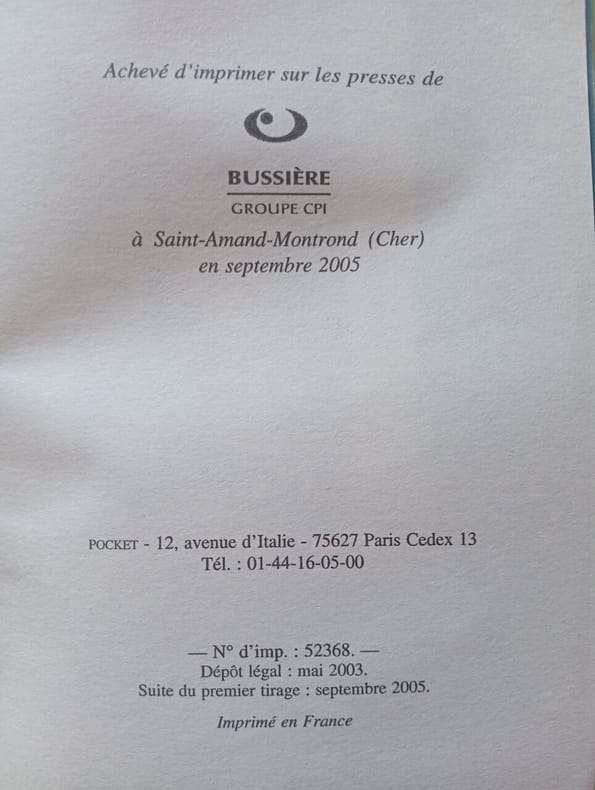 Achevé d'imprimer sur les presses de
BUSSIÈRE
GROUPE CPI
à Saint-Amand-Montrond (Cher)
en septembre 2005
POCKET - 12, avenue d'Italie - 75627 Paris Cedex 13
Tél. : 01-44-16-05-00
— N° d'imp. : 52368. —
Dépôt légal : mai 2003.
Suite du premier tirage : septembre 2005.
Imprimé en France